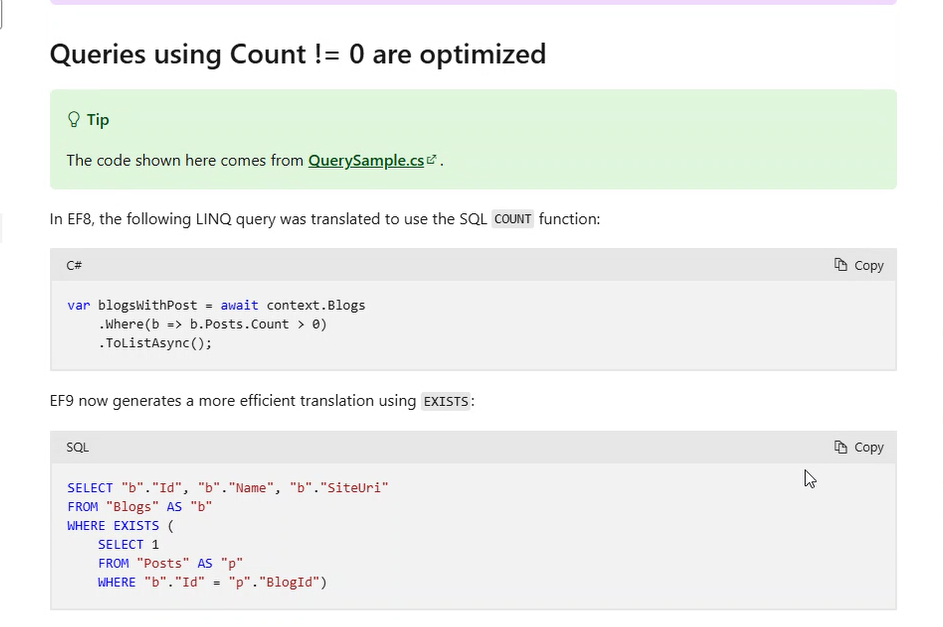 Queries using Count != 0 are optimized
Tip
The code shown here comes from QuerySample.cs .
In EF8, the following LINQ query was translated to use the SQL COUNT function:
C#
Copy
var blogsWithPost = await context.Blogs
    .Where(b => b.Posts.Count > 0)
    .ToListAsync();
EF9 now generates a more efficient translation using EXISTS:
SQL
Copy
SELECT "b"."Id", "b"."Name", "b"."SiteUri"
FROM "Blogs" AS "b"
WHERE EXISTS (
    SELECT 1
    FROM "Posts" AS "p"
    WHERE "b"."Id" = "p"."BlogId")